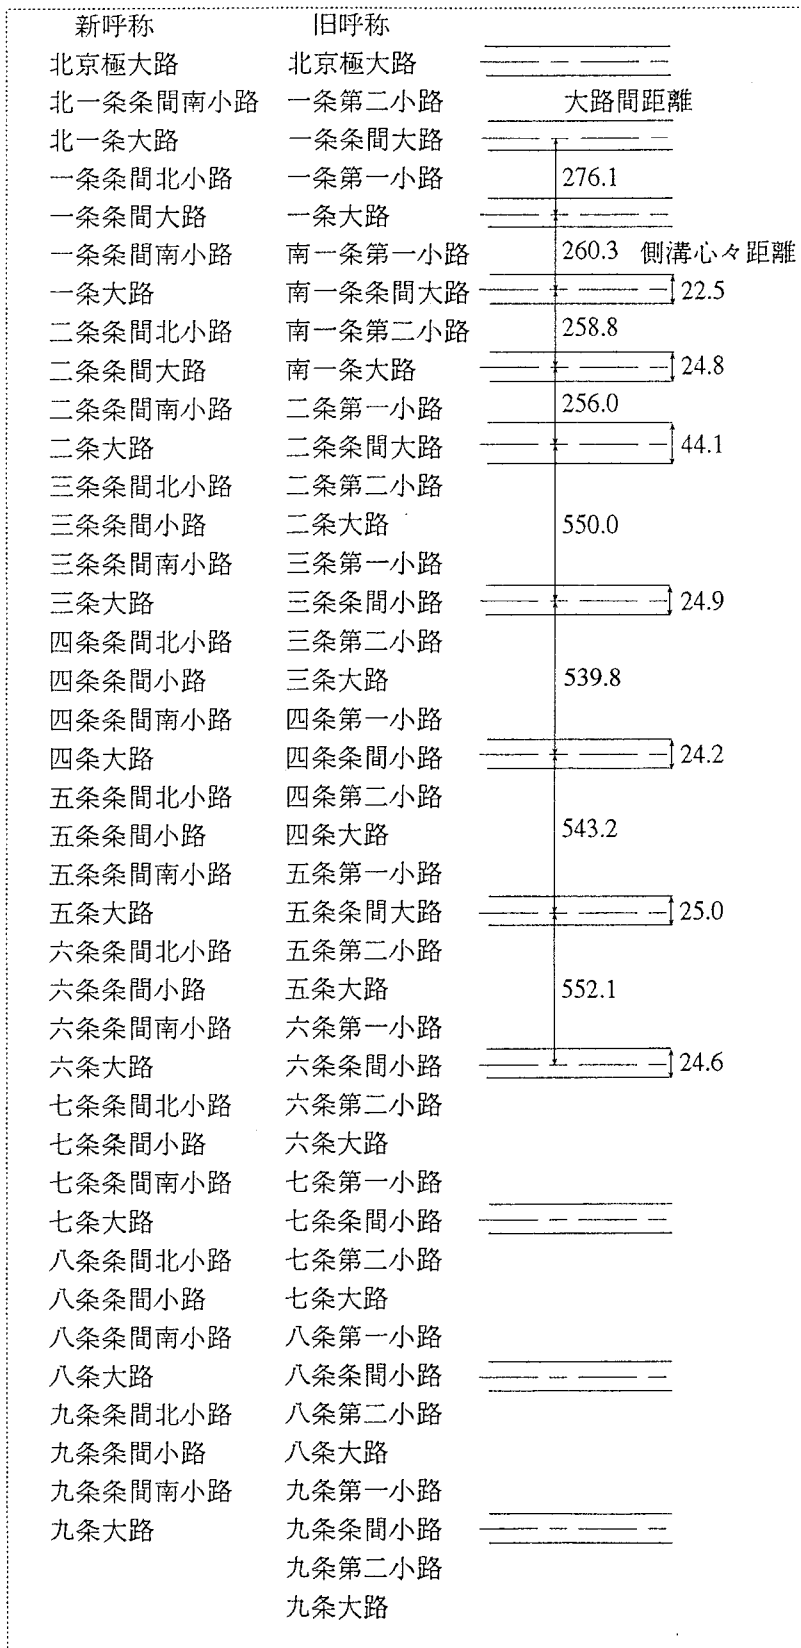 新呼称 旧呼称
北京極大路 北京極大路
北一条条間南小路 一条第二小路 大路間距離
北一条大路 一条条間大路
一条条間北小路 一条第一小路 276.1
一条条間大路 一条大路
一条条間南小路 南一条第一小路 260.3 側溝心々距離
一条大路 南一条条間大路 22.5
二条条間北小路 南一条第二小路 258.8
二条条間大路 南一条大路 24.8
二条条間南小路 二条第一小路 256.0
二条大路 二条条間大路 44.1
三条条間北小路 二条第二小路
三条条間小路 二条大路 550.0
三条条間南小路 三条第一小路
三条大路 三条条間小路 24.9
四条条間北小路 三条第二小路
四条条間小路 三条大路 539.8
四条条間南小路 四条第一小路
四条大路 四条条間小路 24.2
五条条間北小路 四条第二小路
五条条間小路 四条大路 543.2
五条条間南小路 五条第一小路
五条大路 五条条間大路 25.0
六条条間北小路 五条第二小路
六条条間小路 五条大路 552.1
六条条間南小路 六条第一小路
六条大路 六条条間小路 24.6
七条条間北小路 六条第二小路
七条条間小路 六条大路
七条条間南小路 七条第一小路
七条大路 七条条間小路
八条条間北小路 七条第二小路
八条条間小路 七条大路
八条条間南小路 八条第一小路
八条大路 八条条間小路
九条条間北小路 八条第二小路
九条条間小路 八条大路
九条条間南小路 九条第一小路
九条大路 九条条間小路
九条第二小路
九条大路